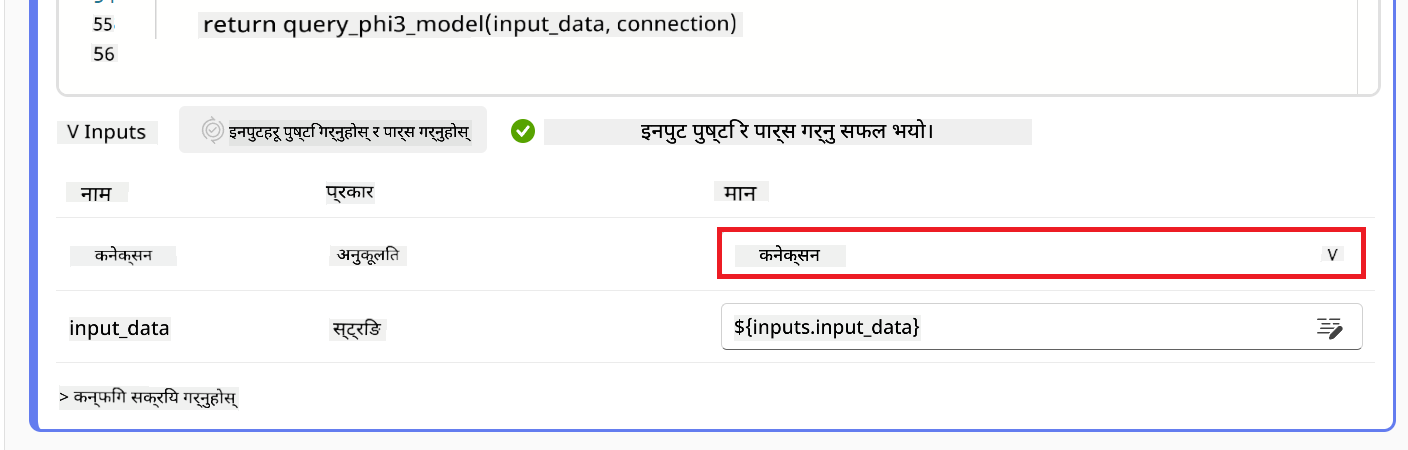 55
return query_phi3_model(input_data, connection)
56
V Inputs
इनपुटहरू पुष्टि गर्नुहोस् र पार्स गर्नुहोस्
इनपुट पुष्टि र पार्स गर्नु सफल भयो।
नाम प्रकार मान
कनेक्सन अनुकूलित कनेक्सन V
input_data स्ट्रिङ ${inputs.input_data}
> कन्फिग सक्रिय गर्नुहोस्